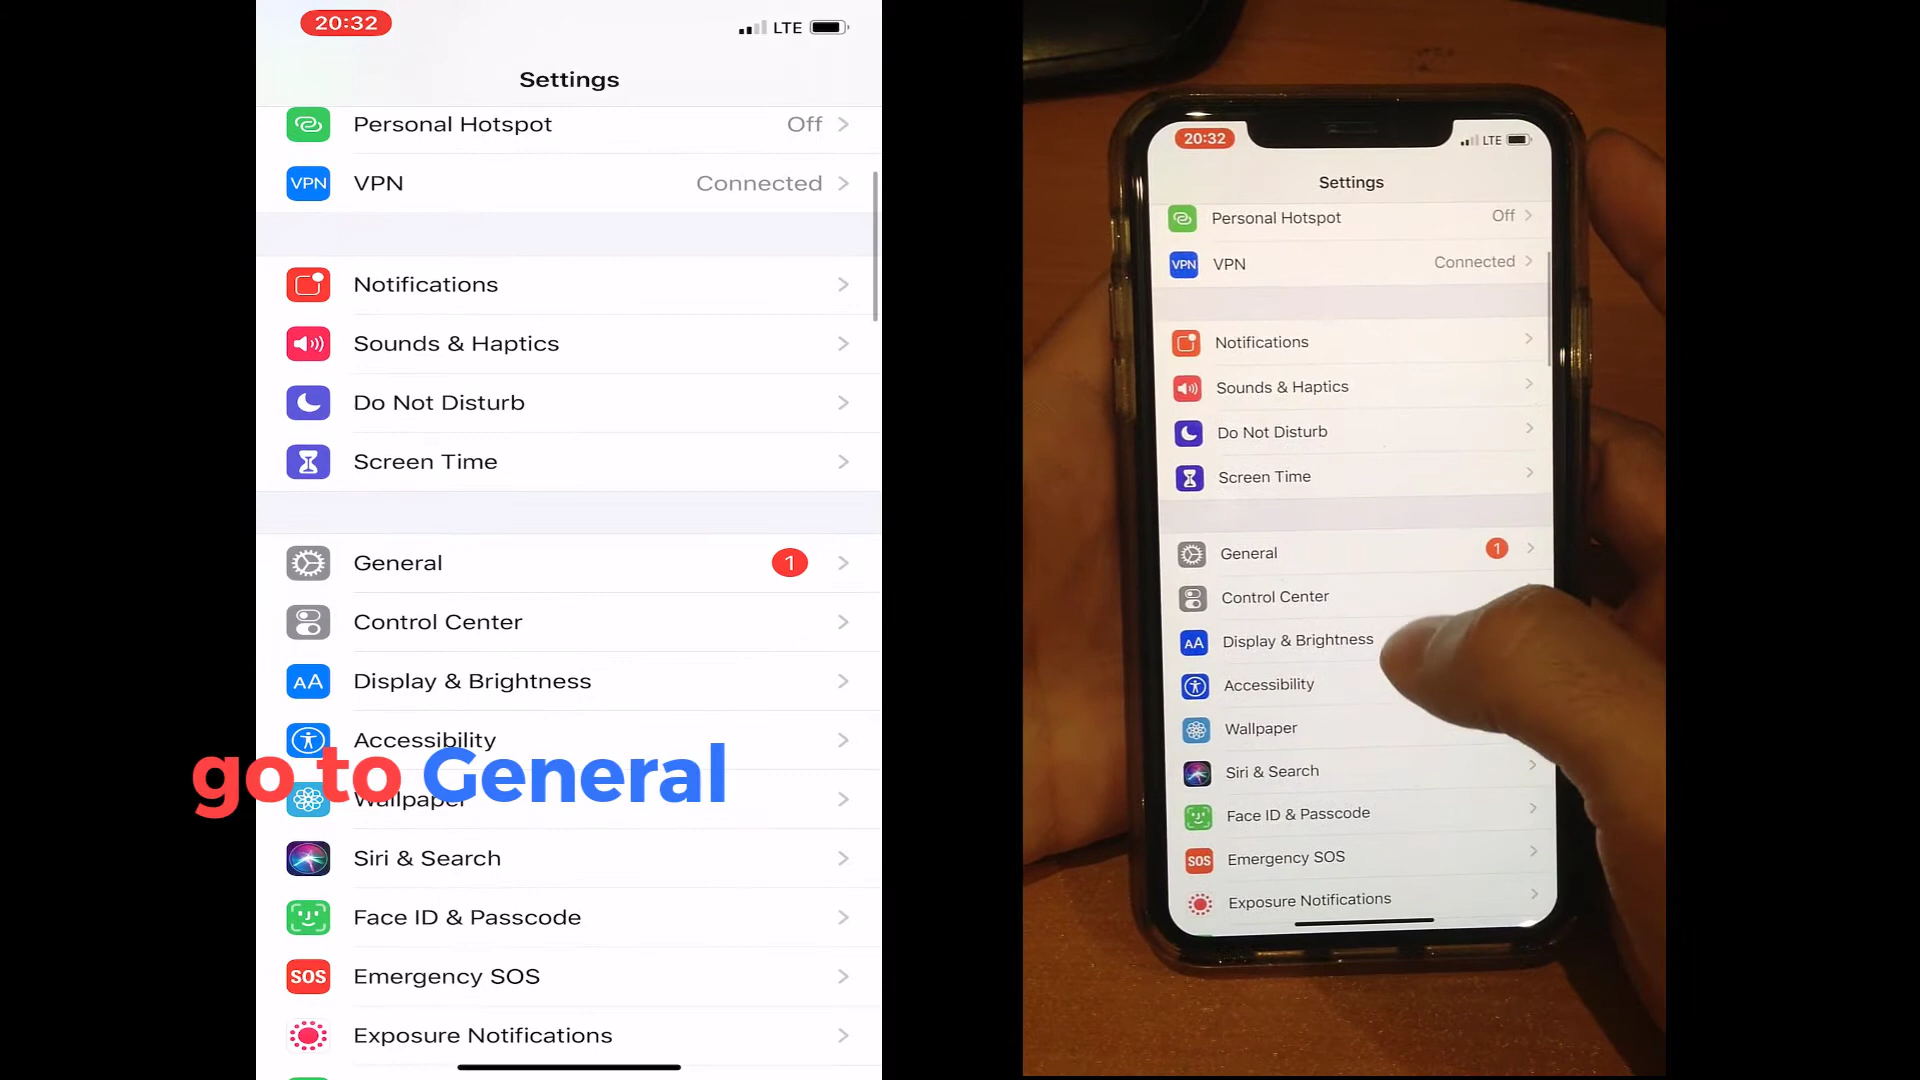 20:32
LTE
Settings
Personal Hotspot Off
VPN VPN Connected
Notifications
Sounds & Haptics
Do Not Disturb
Screen Time
General 1
Control Center
AA Display & Brightness
Accessibility
go to General
Wallpaper
Siri & Search
Face ID & Passcode
SOS Emergency SOS
Exposure Notifications
20:32
LTE
Settings
Personal Hotspot Off
VPN VPN Connected
Notifications
Sounds & Haptics
Do Not Disturb
Screen Time
General 1
Control Center
AA Display & Brightness
Accessibility
Wallpaper
Siri & Search
Face ID & Passcode
SOS Emergency SOS
Exposure Notifications